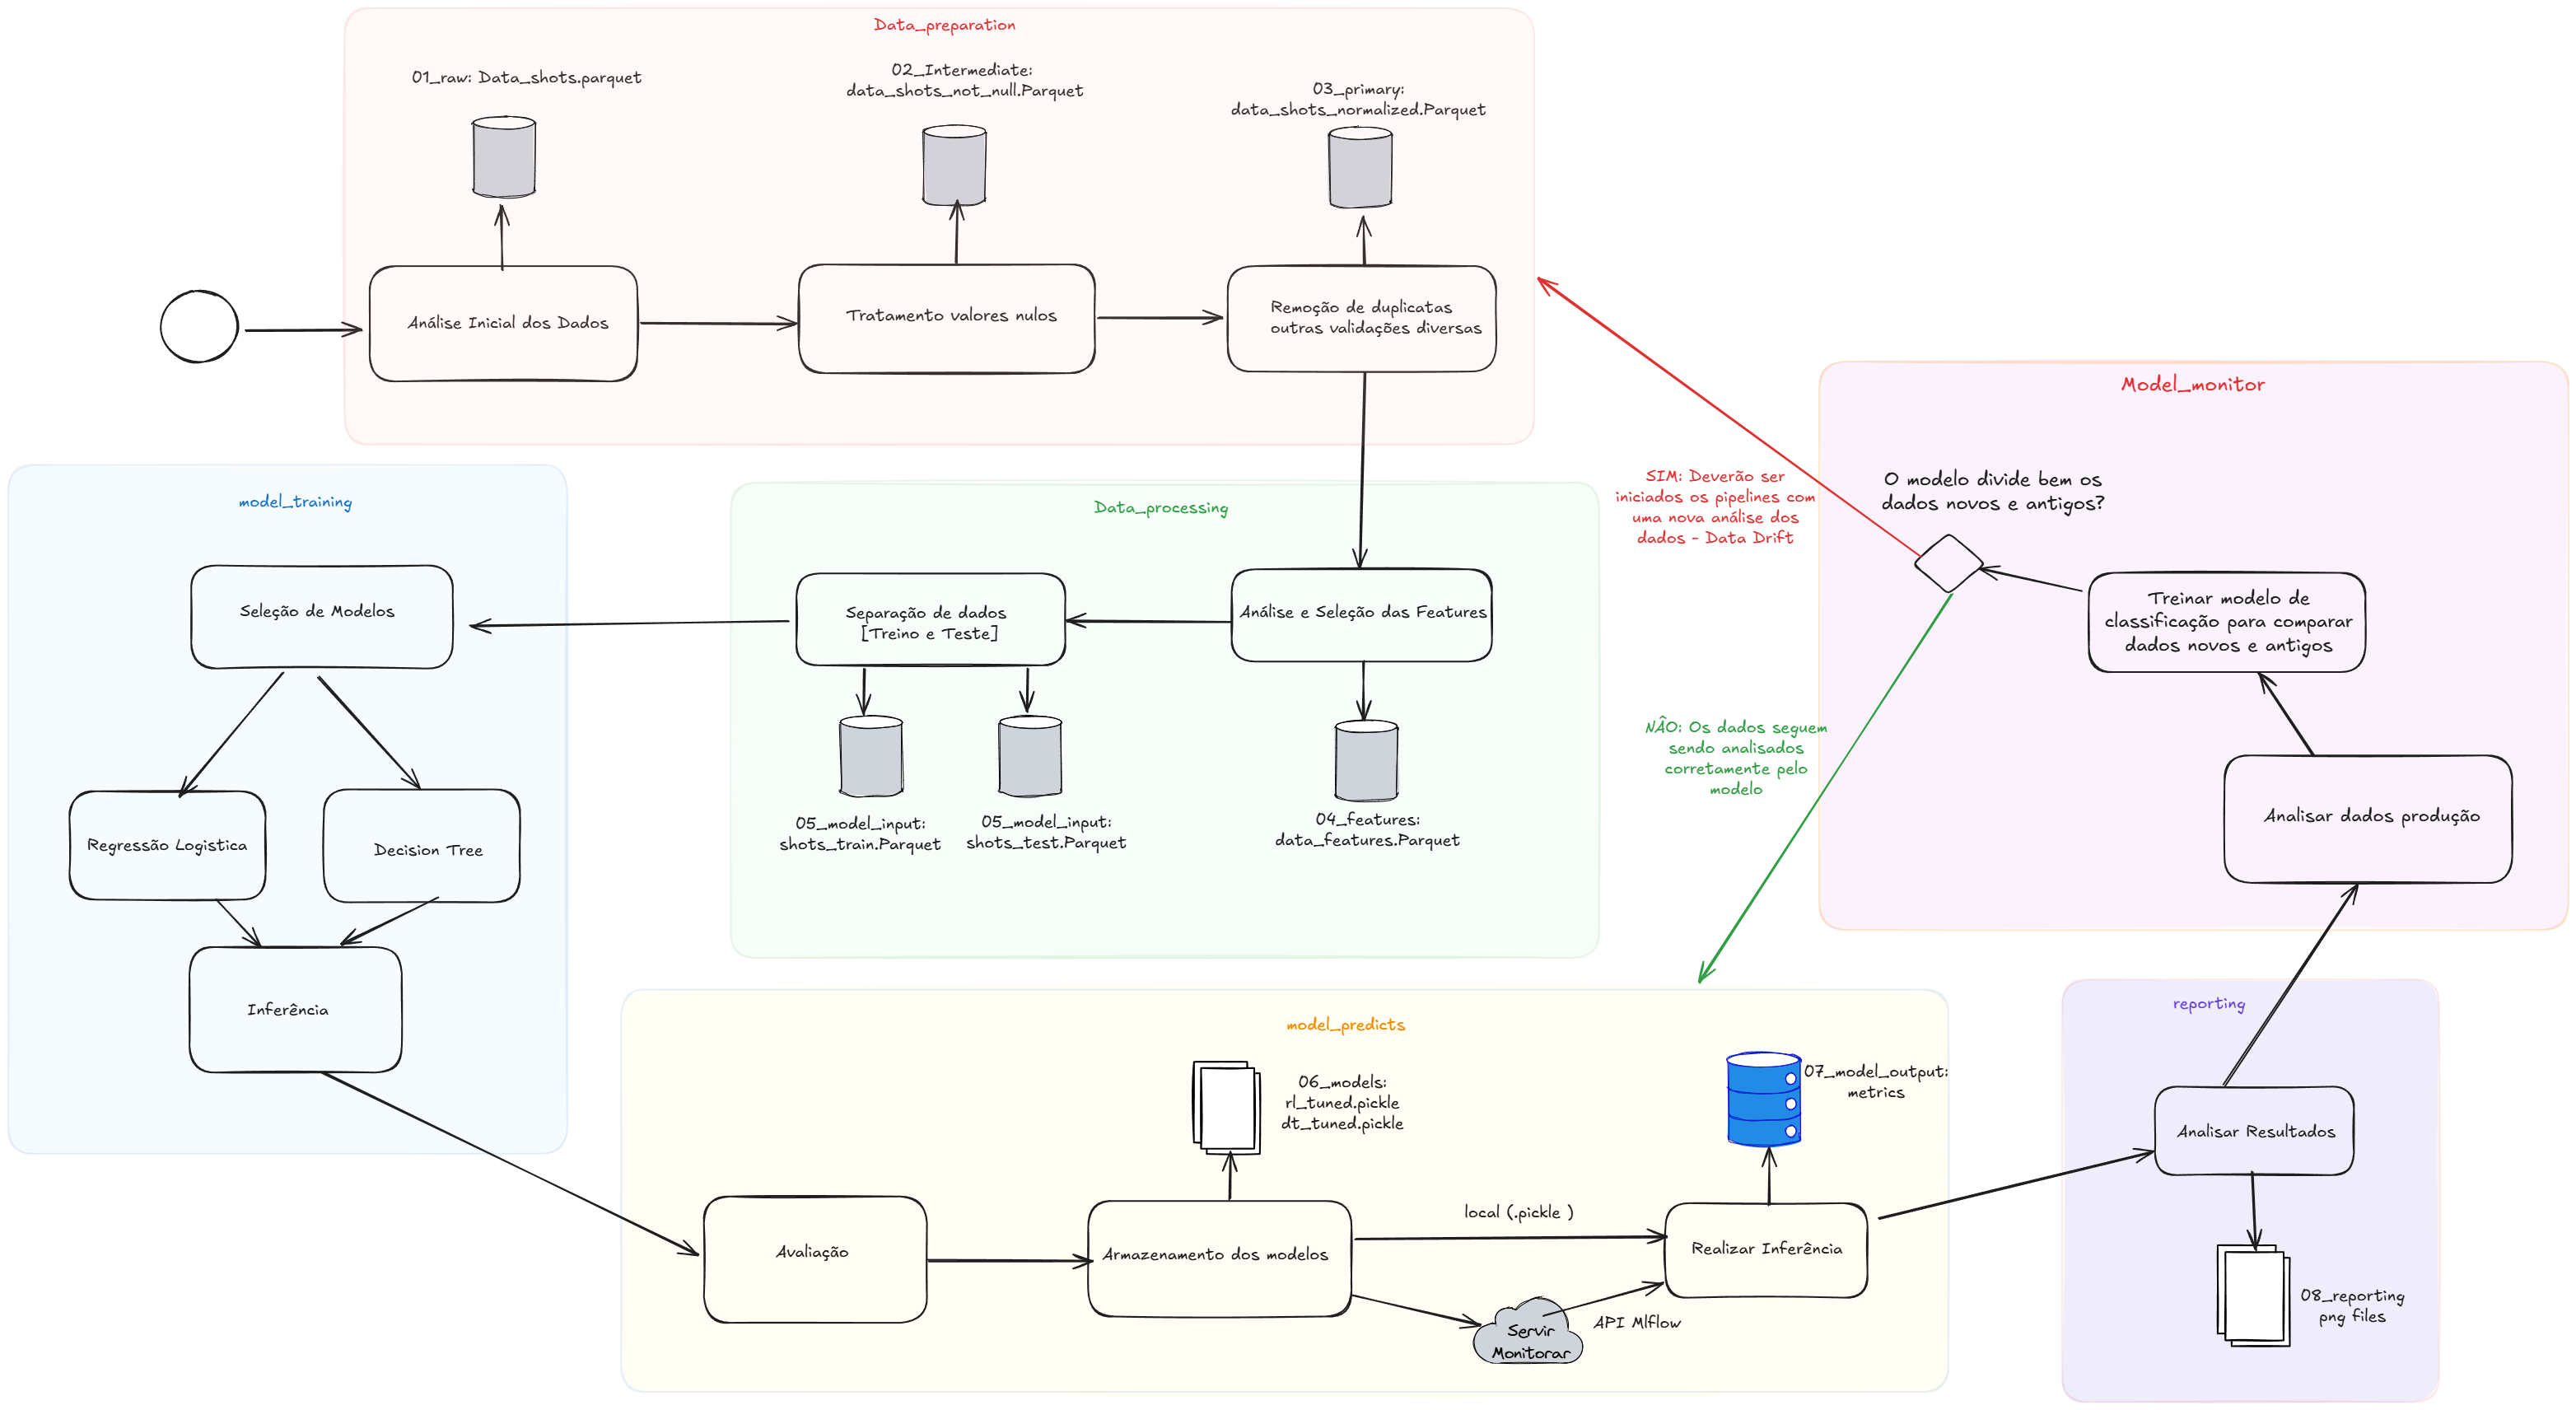 Data_preparation
01_raw: Data_shots.parquet
02_Intermediate:
data_shots_not_null.Parquet
03_primary:
data_shots_normalized.Parquet
Análise Inicial dos Dados
Tratamento valores nulos
Remoção de duplicatas
outras validações diversas
Model_monitor
O modelo divide bem os
dados novos e antigos?
SIM: Deverão ser
iniciados os pipelines com
uma nova análise dos
dados - Data Drift
Treinar modelo de
classificação para comparar
dados novos e antigos
NÃO: Os dados seguem
sendo analisados
corretamente pelo
modelo
Analisar dados produção
Data_processing
Separação de dados
[Treino e Teste]
Análise e Seleção das Features
05_model_input:
shots_train.Parquet
05_model_input:
shots_test.Parquet
04_features:
data_features.Parquet
model_training
Seleção de Modelos
Regressão Logistica
Decision Tree
Inferência
model_predicts
06_models:
rl_tuned.pickle
dt_tuned.pickle
07_model_output:
metrics
Avaliação
Armazenamento dos modelos
local (.pickle )
Realizar Inferência
Servir
Monitorar
API Mlflow
reporting
Analisar Resultados
08_reporting
png files